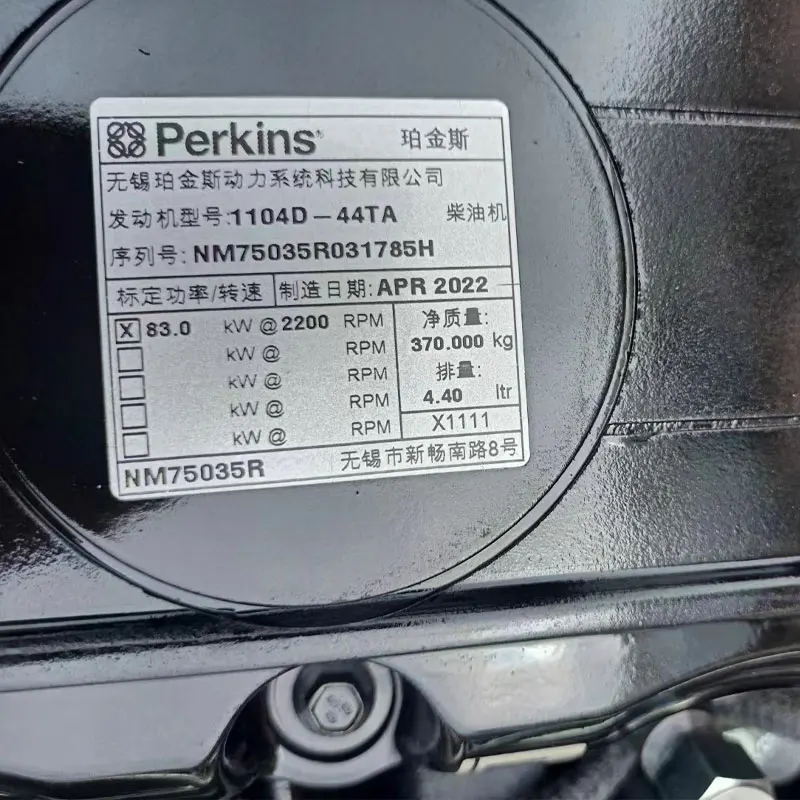 Perkins® 珀金斯
无锡珀金斯动力系统科技有限公司
发动机型号:1104D-44TA 柴油机
序列号: NM75035R031785H
标定功率/转速 制造日期:APR 2022
X 83.0 kW @ 2200 RPM 净质量:
kW @ RPM 370.000 kg
kW @ RPM 排量:
kW @ RPM 4.40 ltr
kW @ RPM X1111
NM75035R 无锡市新畅南路8号